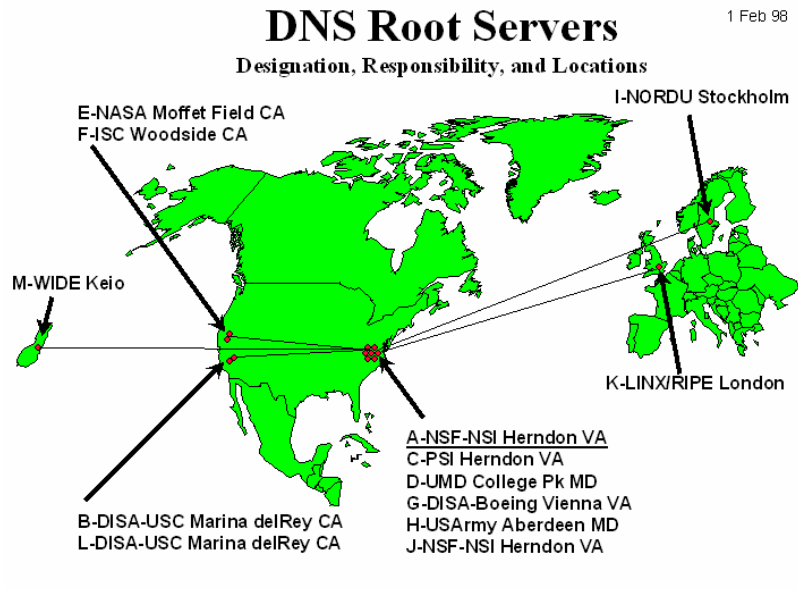 DNS Root Servers
1 Feb 98
Designation, Responsibility, and Locations
I-NORDU Stockholm
E-NASA Moffet Field CA
F-ISC Woodside CA
M-WIDE Keio
K-LINX/RIPE London
A-NSF-NSI Herndon VA
C-PSI Herndon VA
D-UMD College Pk MD
G-DISA-Boeing Vienna VA
H-USArmy Aberdeen MD
J-NSF-NSI Herndon VA
B-DISA-USC Marina delRey CA
L-DISA-USC Marina delRey CA